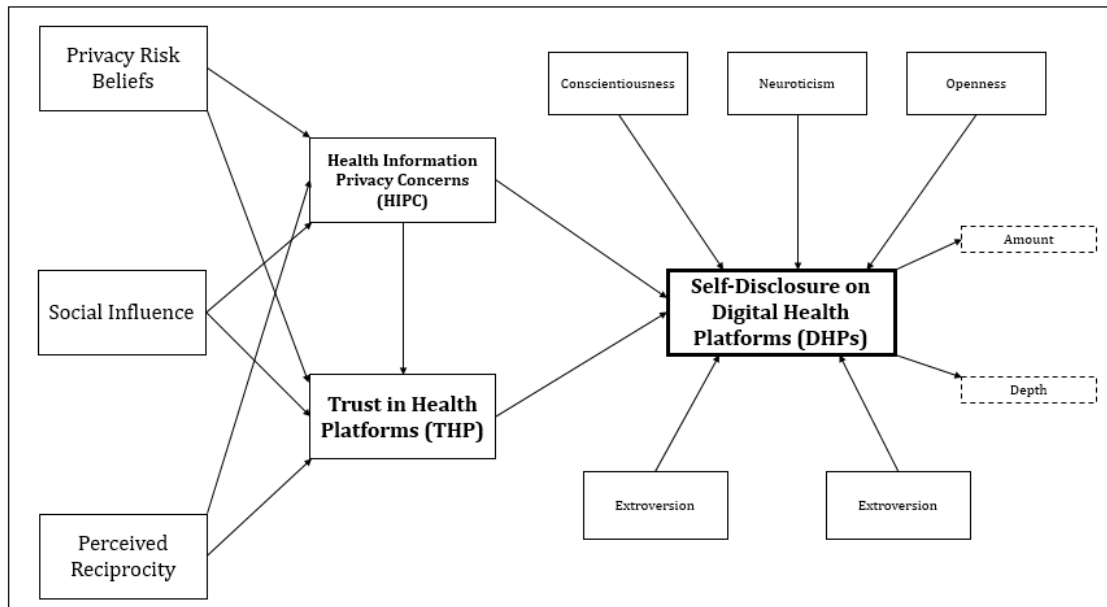 Privacy Risk
Beliefs
Conscientiousness
Neuroticism
Openness
Health Information
Privacy Concerns
(HIPC)
Amount
Social Influence
Self-Disclosure on
Digital Health
Platforms (DHPs)
Depth
Trust in Health
Platforms (THP)
Extroversion
Extroversion
Perceived
Reciprocity